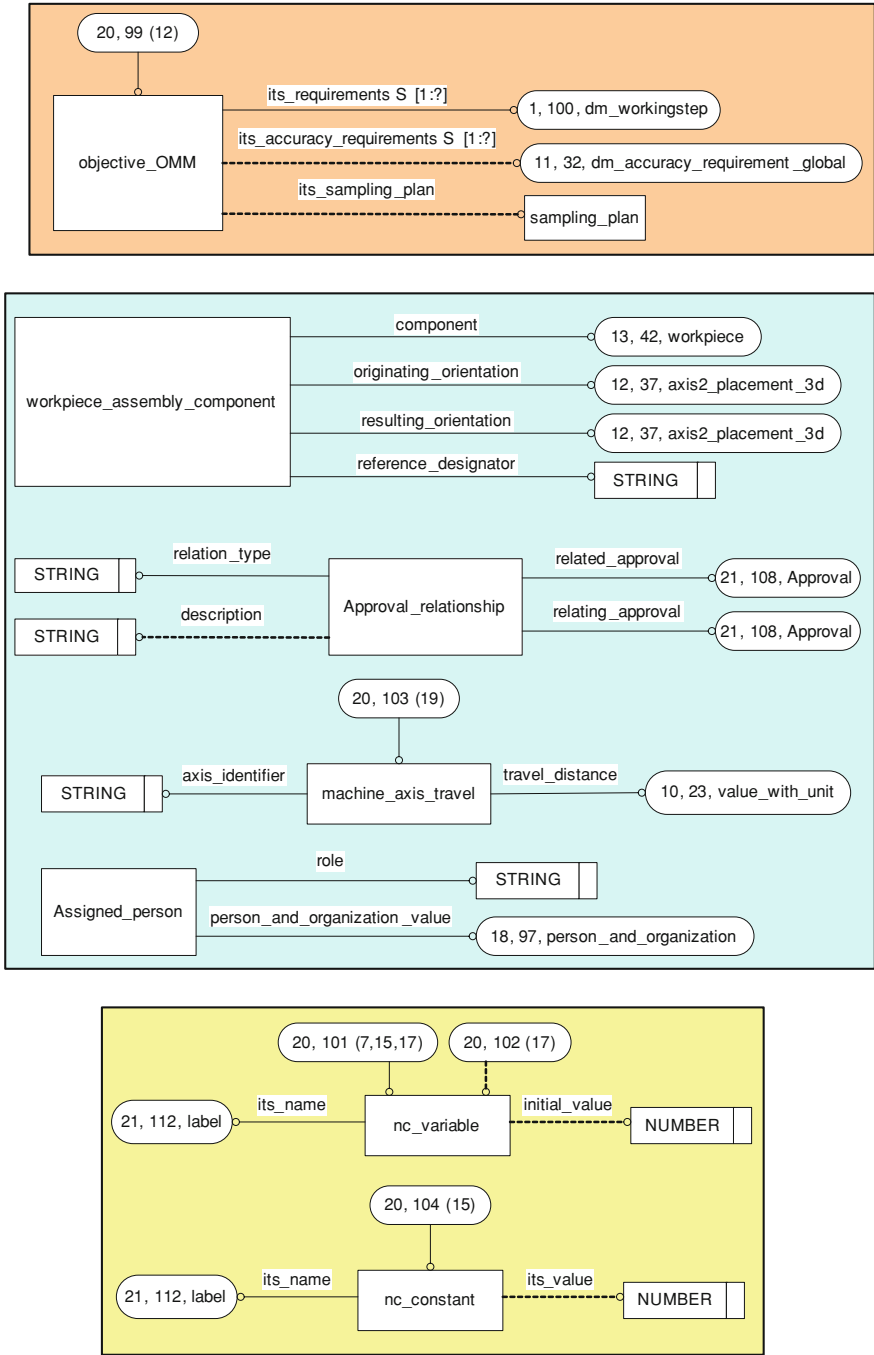 20, 99 (12)
its_requirements S [1:?]
1, 100, dm_workingstep
its_accuracy_requirements S [1:?]
objective_OMM
11, 32, dm_accuracy_requirement_global
its_sampling_plan
sampling_plan
component
13, 42, workpiece
originating_orientation
12, 37, axis2_placement_3d
workpiece_assembly_component
resulting_orientation
12, 37, axis2_placement_3d
reference_designator
STRING
relation_type
related_approval
STRING
21, 108, Approval
Approval_relationship
description
relating_approval
STRING
21, 108, Approval
20, 103 (19)
axis_identifier
travel_distance
STRING
machine_axis_travel
10, 23, value_with_unit
role
STRING
Assigned_person
person_and_organization_value
18, 97, person_and_organization
20, 101 (7,15,17)
20, 102 (17)
its_name
initial_value
21, 112, label
nc_variable
NUMBER
20, 104 (15)
its_name
its_value
21, 112, label
nc_constant
NUMBER